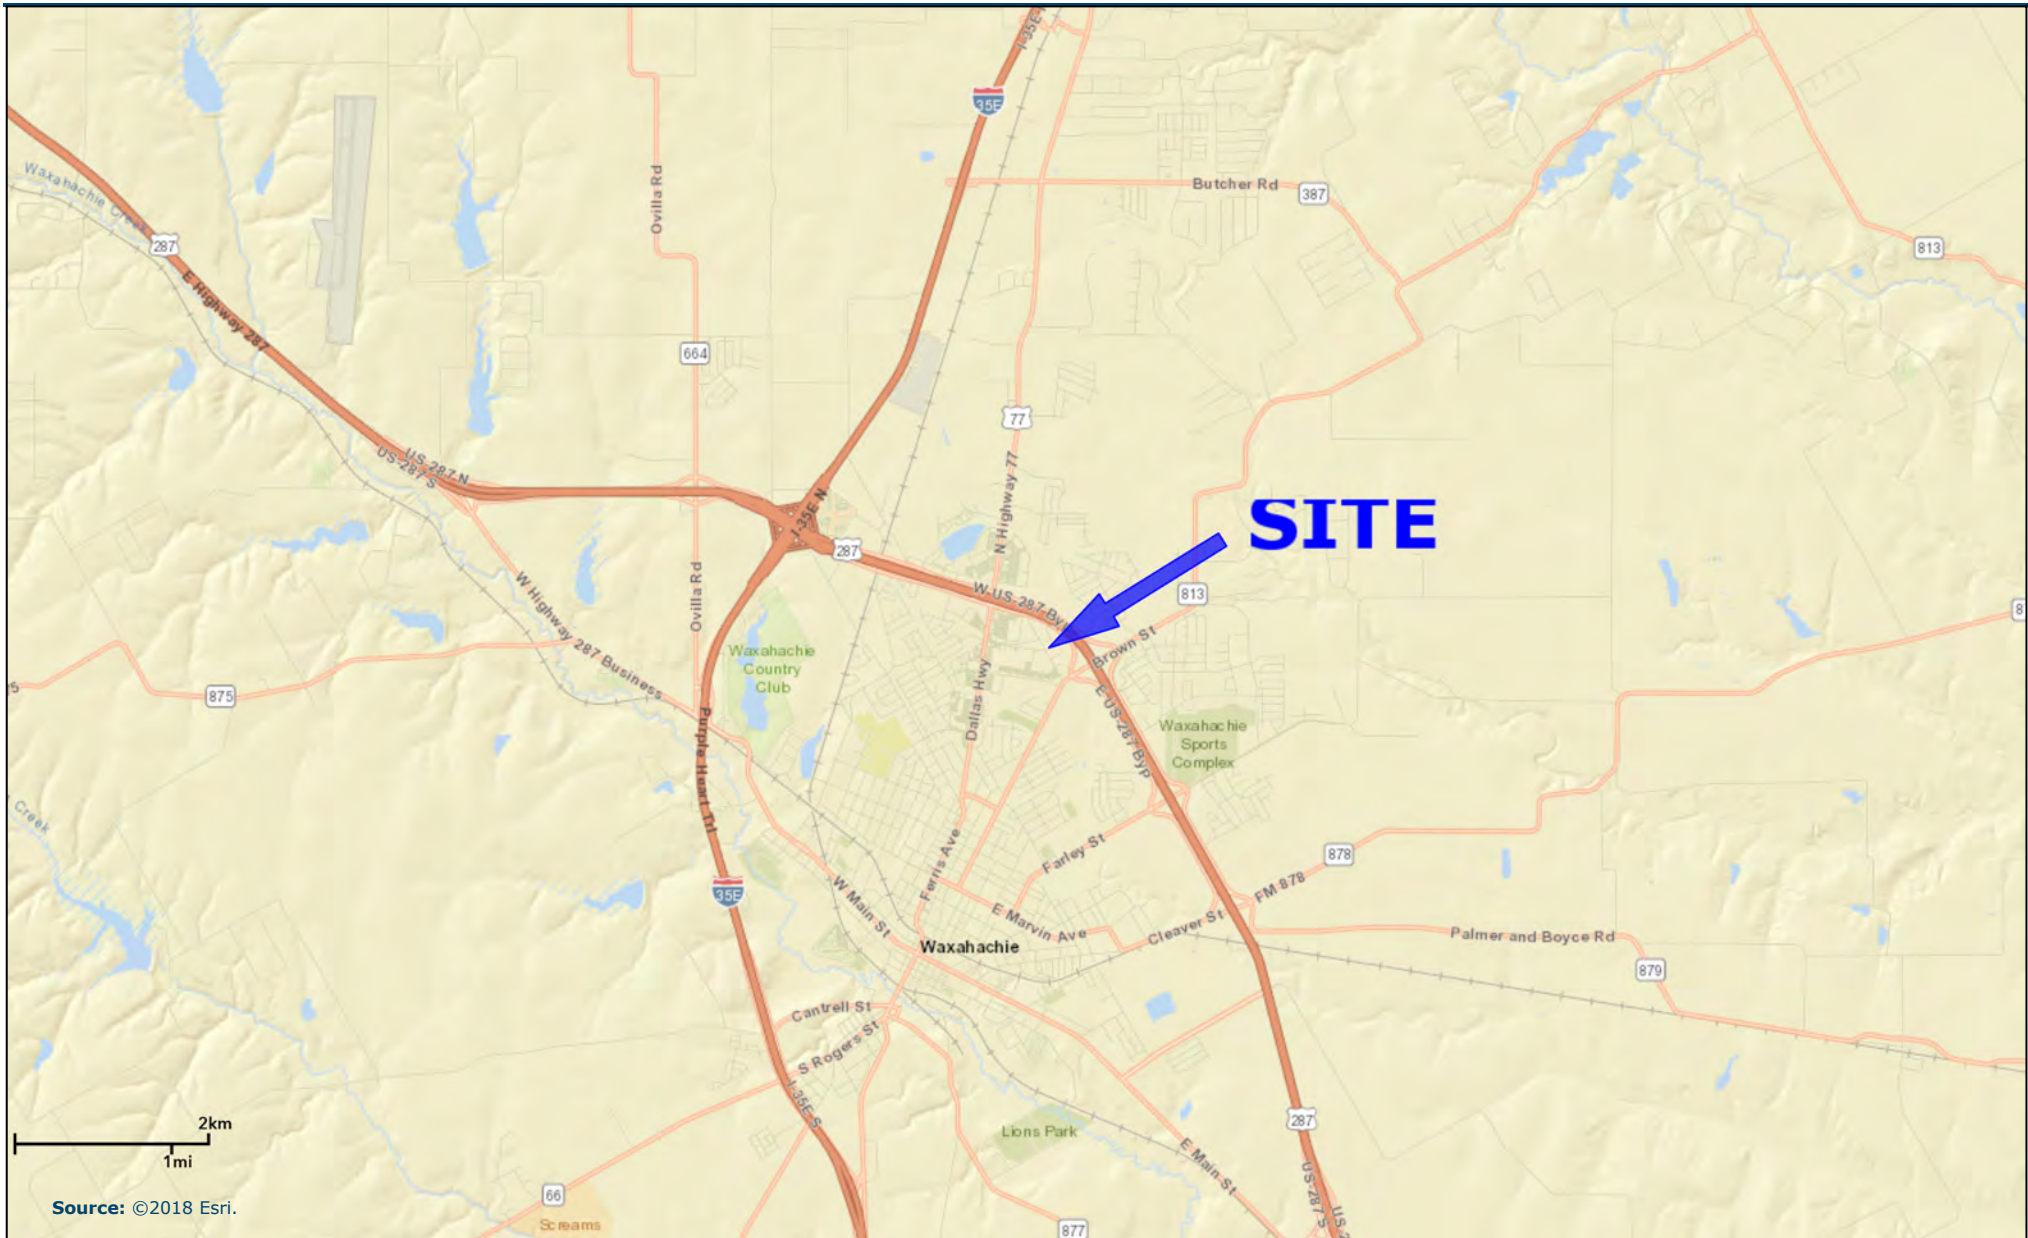 I-35E
35E
Waxahachie Creek
287
E Highway 287
Ovilla Rd
Butcher Rd
387
813
664
77
US-287 N
US-287 S
N Highway 77
I-35E N
287
SITE
W US-287 Byp
813
Brown St
Ovilla Rd
W Highway 287 Business
Waxahachie
Country
Club
875
Dallas Hwy
E US-287 Byp
Waxahachie
Sports
Complex
Purple Heart Trl
Creek
35E
Ferris Ave
Farley St
W Main St
878
FM 878
E Marvin Ave
Cleaver St
Waxahachie
Palmer and Boyce Rd
879
Cantrell St
S Rogers St
I-35E S
2km
1mi
Lions Park
E Main St
287
US-287 S
66
Screams
877
Source: ©2018 Esri.